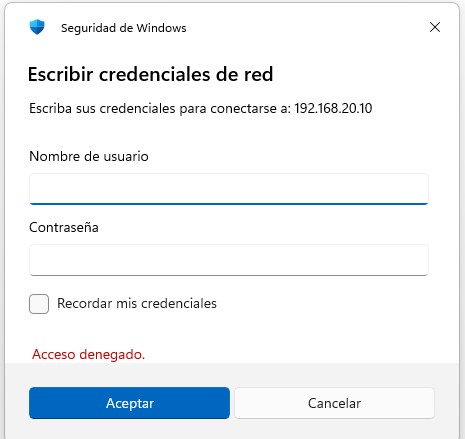 Seguridad de Windows
Escribir credenciales de red
Escriba sus credenciales para conectarse a: 192.168.20.10
Nombre de usuario
Contraseña
Recordar mis credenciales
Acceso denegado.
Aceptar
Cancelar